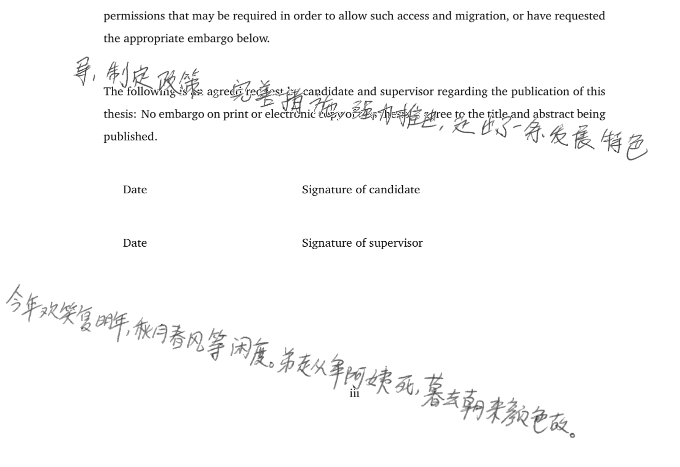 permissions that may be required in order to allow such access and migration, or have requested
the appropriate embargo below.
导,制定政策 完善措施 强力推进,走出了一条发展特色
The following is an agreed request by candidate and supervisor regarding the publication of this
thesis: No embargo on print or electronic copy of thesis. agree to the title and abstract being
published.
Date Signature of candidate
Date Signature of supervisor
今年欢笑复明年,秋月春风等闲度。弟走从军阿姨死,暮去朝来颜色故。
iii